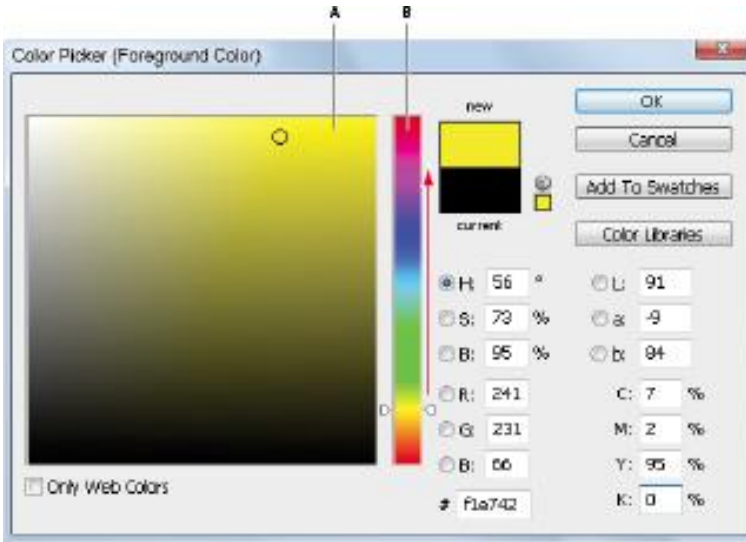 A B
Color Picker (Foreground Color)
new
OK
Cancel
Add To Swatches
current
Color Libraries
H: 56 ° L: 91
S: 73 % a: -9
B: 95 % b: 84
R: 241 C: 7 %
G: 231 M: 2 %
B: 66 Y: 95 %
Only Web Colors
# f1e742 K: 0 %